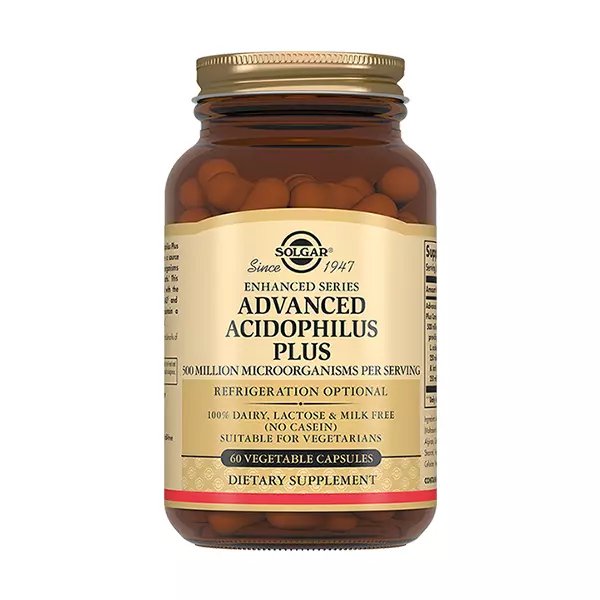 SOLGAR®
Since 1947
ENHANCED SERIES
ADVANCED
ACIDOPHILUS
PLUS
500 MILLION MICROORGANISMS PER SERVING
REFRIGERATION OPTIONAL
100% DAIRY, LACTOSE & MILK FREE
(NO CASEIN)
SUITABLE FOR VEGETARIANS
60 VEGETABLE CAPSULES
DIETARY SUPPLEMENT